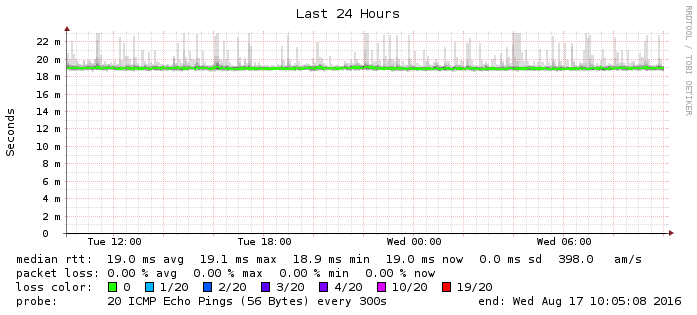 Last 24 Hours
RRDTOOL / TOBI OETIKER
Seconds
22 m
20 m
18 m
16 m
14 m
12 m
10 m
8 m
6 m
4 m
2 m
0
Tue 12:00 Tue 18:00 Wed 00:00 Wed 06:00
median rtt: 19.0 ms avg 19.1 ms max 18.9 ms min 19.0 ms now 0.0 ms sd 398.0 am/s
packet loss: 0.00 % avg 0.00 % max 0.00 % min 0.00 % now
loss color: 0 1/20 2/20 3/20 4/20 10/20 19/20
probe: 20 ICMP Echo Pings (56 Bytes) every 300s end: Wed Aug 17 10:05:08 2016